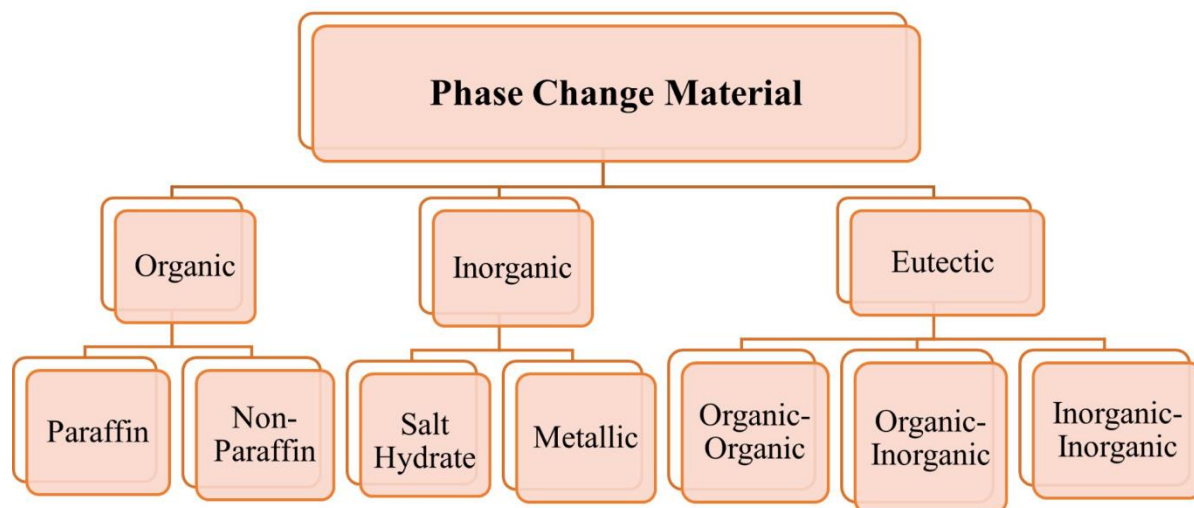 Phase Change Material
Organic
Inorganic
Eutectic
Paraffin
Non-
Paraffin
Salt
Hydrate
Metallic
Organic-
Organic
Organic-
Inorganic
Inorganic-
Inorganic